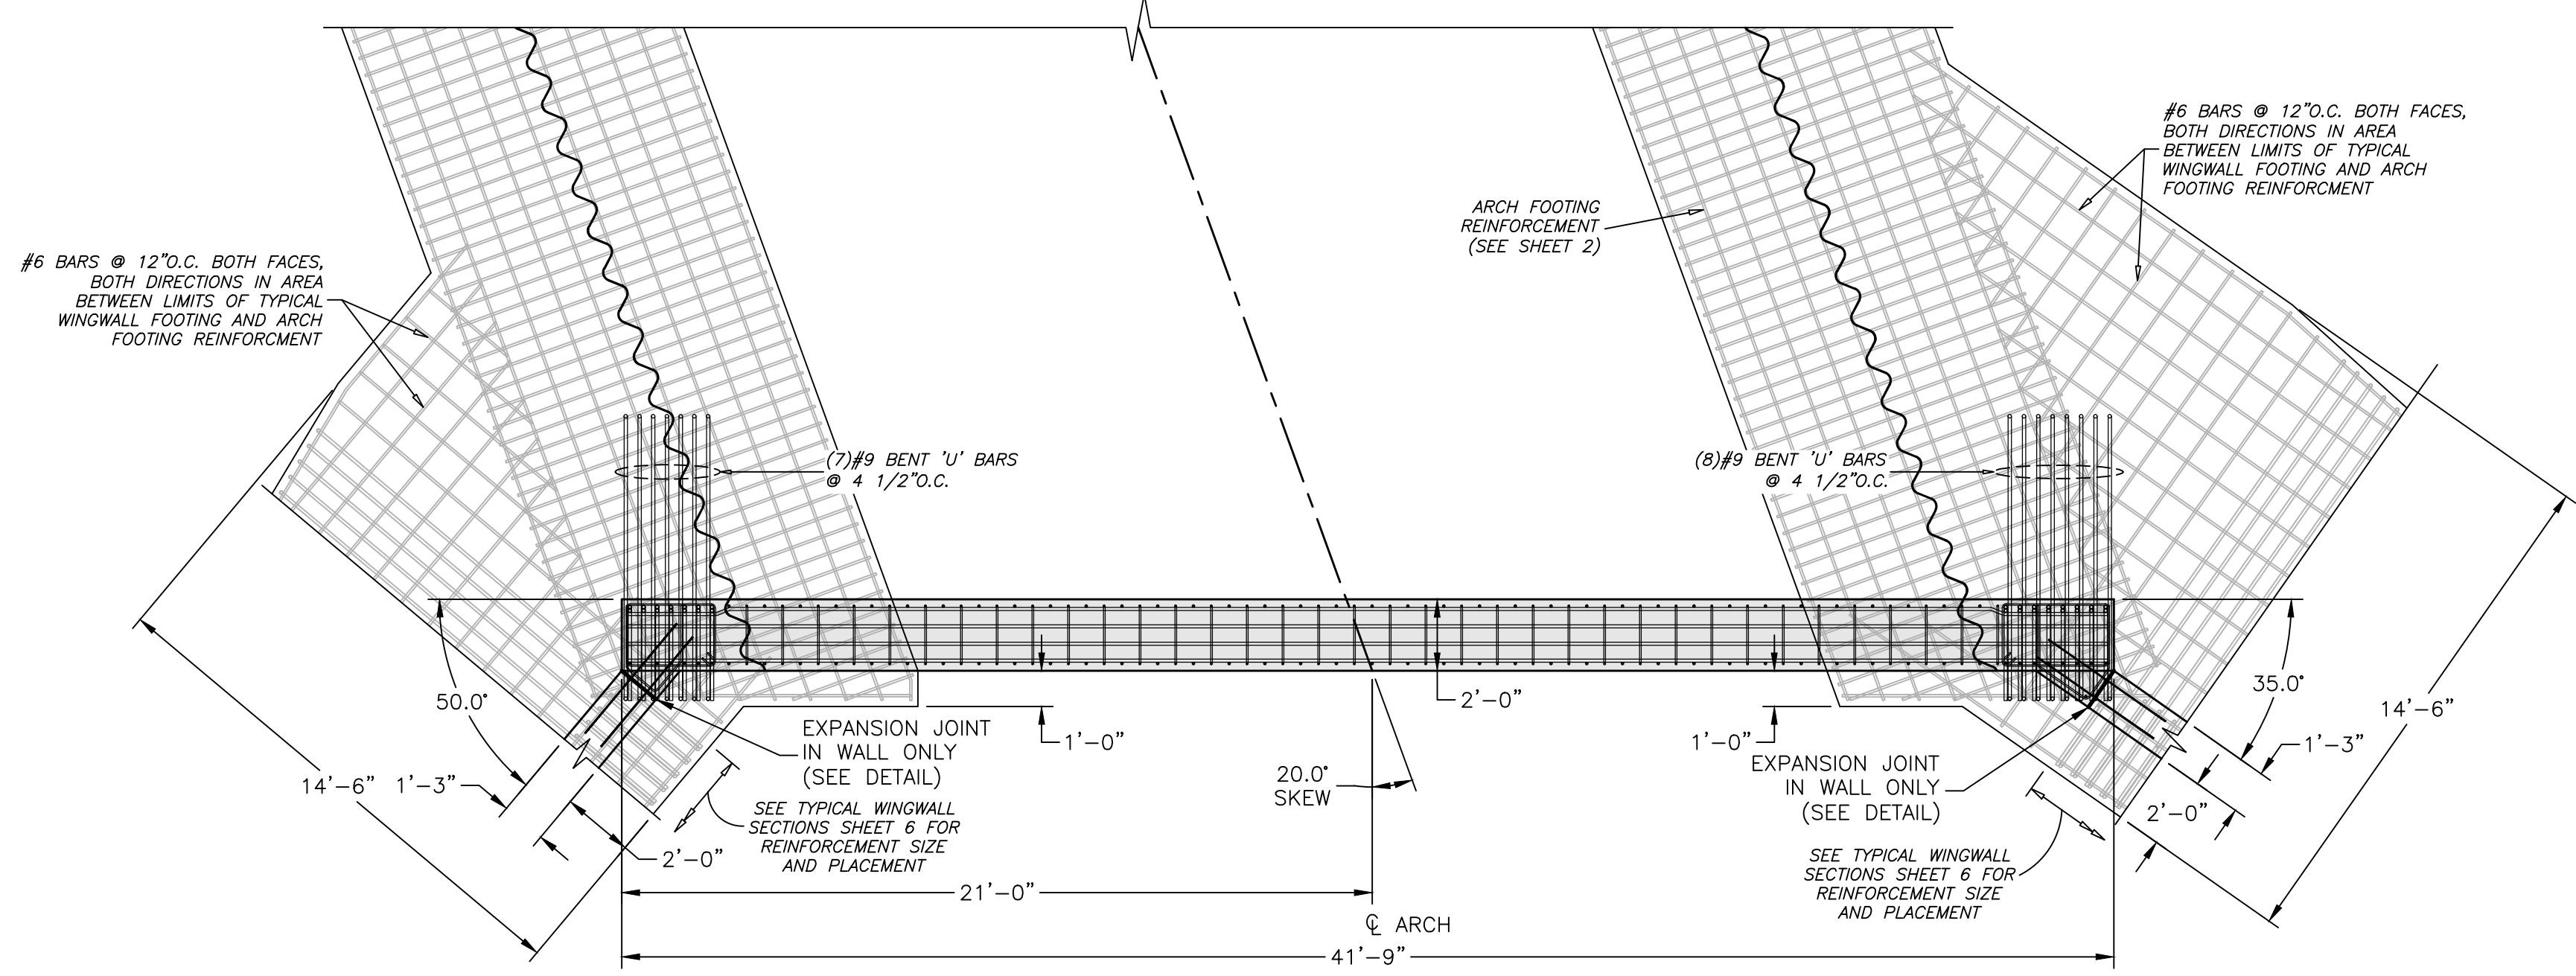 #6 BARS @ 12"O.C. BOTH FACES,
BOTH DIRECTIONS IN AREA
BETWEEN LIMITS OF TYPICAL
WINGWALL FOOTING AND ARCH
FOOTING REINFORCMENT
ARCH FOOTING
REINFORCEMENT
(SEE SHEET 2)
#6 BARS @ 12"O.C. BOTH FACES,
BOTH DIRECTIONS IN AREA
BETWEEN LIMITS OF TYPICAL
WINGWALL FOOTING AND ARCH
FOOTING REINFORCMENT
(7)#9 BENT 'U' BARS
@ 4 1/2"O.C.
(8)#9 BENT 'U' BARS
@ 4 1/2"O.C.
50.0°
14'-6"
1'-3"
2'-0"
EXPANSION JOINT
IN WALL ONLY
(SEE DETAIL)
SEE TYPICAL WINGWALL
SECTIONS SHEET 6 FOR
REINFORCEMENT SIZE
AND PLACEMENT
1'-0"
20.0°
SKEW
2'-0"
1'-0"
EXPANSION JOINT
IN WALL ONLY
(SEE DETAIL)
SEE TYPICAL WINGWALL
SECTIONS SHEET 6 FOR
REINFORCEMENT SIZE
AND PLACEMENT
35.0°
14'-6"
1'-3"
2'-0"
21'-0"
℄ ARCH
41'-9"